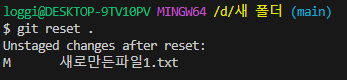 loggi@DESKTOP-9TV10PV MINGW64 /d/새 폴더 (main)
$ git reset .
Unstaged changes after reset:
M       새로만든파일1.txt